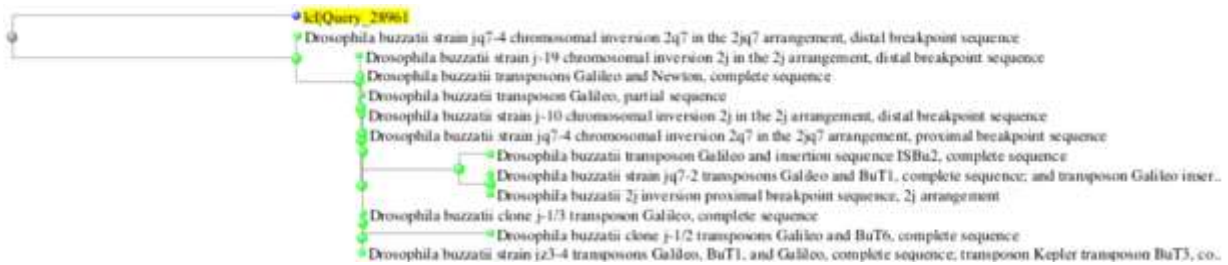 lcl|Query_28961
Drosophila buzzatii strain jq7-4 chromosomal inversion 2q7 in the 2jq7 arrangement, distal breakpoint sequence
Drosophila buzzatii strain j-19 chromosomal inversion 2j in the 2j arrangement, distal breakpoint sequence
Drosophila buzzatii transposons Galileo and Newton, complete sequence
Drosophila buzzatii transposon Galileo, partial sequence
Drosophila buzzatii strain j-10 chromosomal inversion 2j in the 2j arrangement, distal breakpoint sequence
Drosophila buzzatii strain jq7-4 chromosomal inversion 2q7 in the 2jq7 arrangement, proximal breakpoint sequence
Drosophila buzzatii transposon Galileo and insertion sequence ISBu2, complete sequence
Drosophila buzzatii strain jq7-2 transposons Galileo and BuT1, complete sequence; and transposon Galileo inser...
Drosophila buzzatii 2j inversion proximal breakpoint sequence, 2j arrangement
Drosophila buzzatii clone j-1/3 transposon Galileo, complete sequence
Drosophila buzzatii clone j-1/2 transposons Galileo and BuT6, complete sequence
Drosophila buzzatii strain jz3-4 transposons Galileo, BuT1, and Galileo, complete sequence; transposon Kepler transposon BuT3, co...